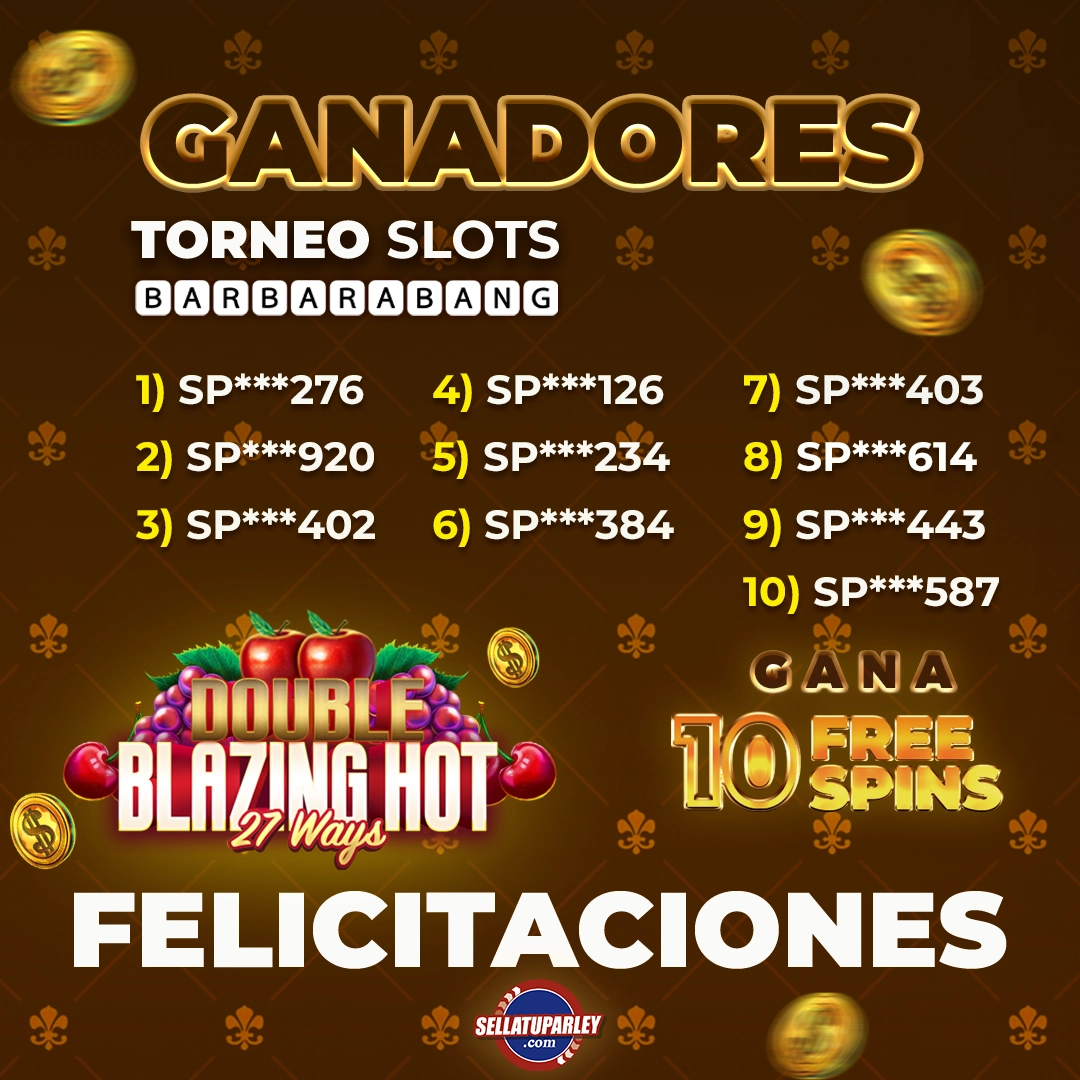 GANADORES
TORNEO SLOTS
BARBARABANG
1) SP***276
2) SP***920
3) SP***402
4) SP***126
5) SP***234
6) SP***384
7) SP***403
8) SP***614
9) SP***443
10) SP***587
DOUBLE
BLAZING HOT
27 Ways
GANA
10 FREE
SPINS
FELICITACIONES
SELLATUPARLEY
.com